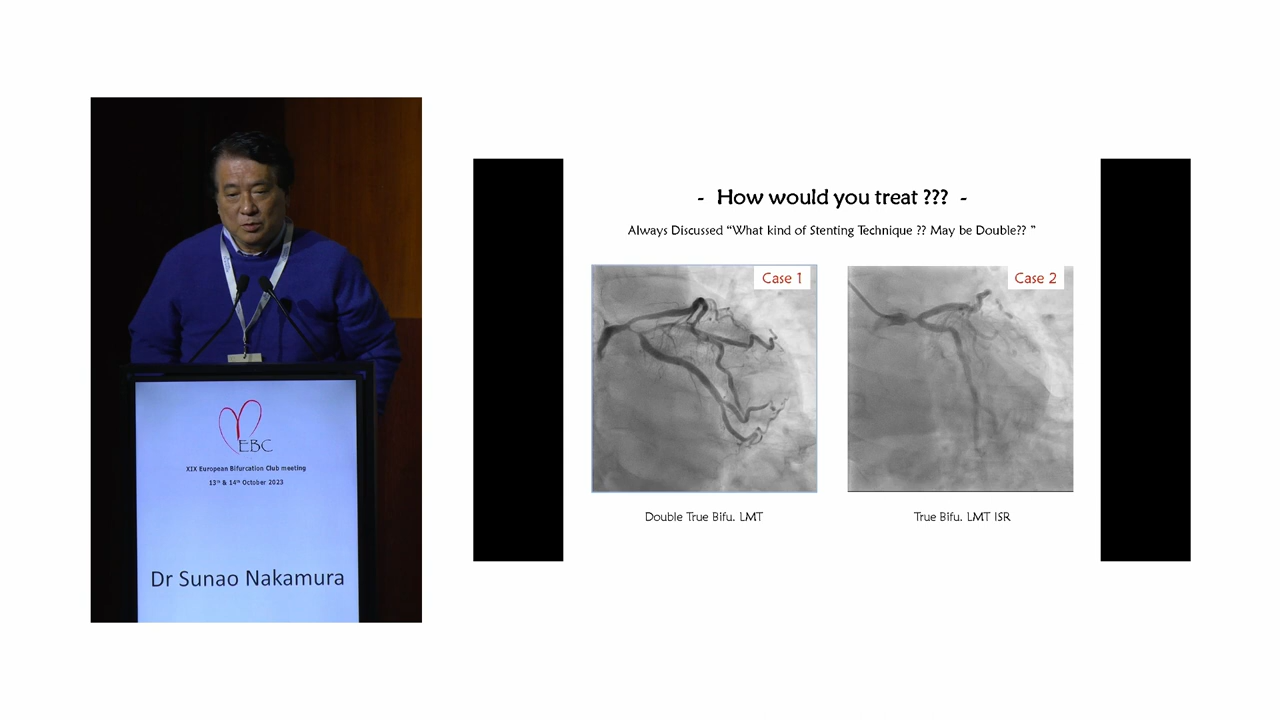 EBC
XIX European Bifurcation Club meeting
13th & 14th October 2023
Dr Sunao Nakamura
- How would you treat ??? -
Always Discussed “What kind of Stenting Technique ?? May be Double?? ”
Case 1
Case 2
Double True Bifu. LMT
True Bifu. LMT ISR